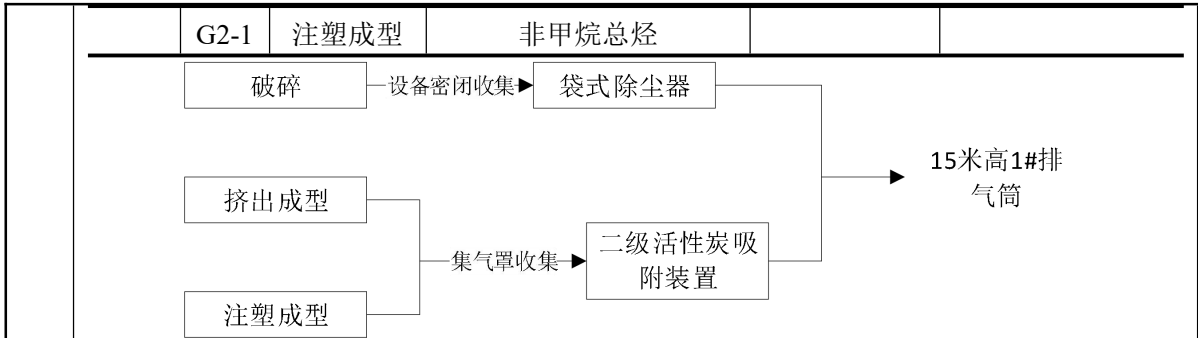 G2-1 注塑成型 非甲烷总烃
破碎 设备密闭收集 袋式除尘器
15米高1#排
气筒
挤出成型
集气罩收集
二级活性炭吸
附装置
注塑成型